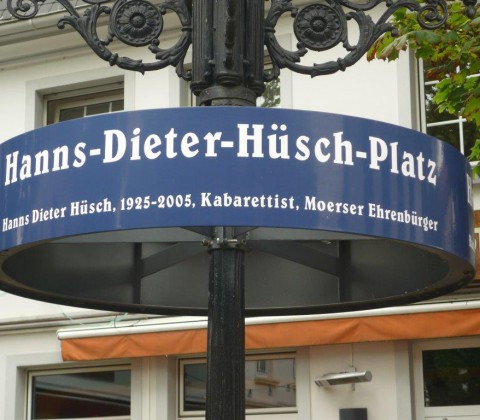 Hanns-Dieter-Hüsch-Platz
Hanns Dieter Hüsch, 1925-2005, Kabarettist, Moerser Ehrenbürger